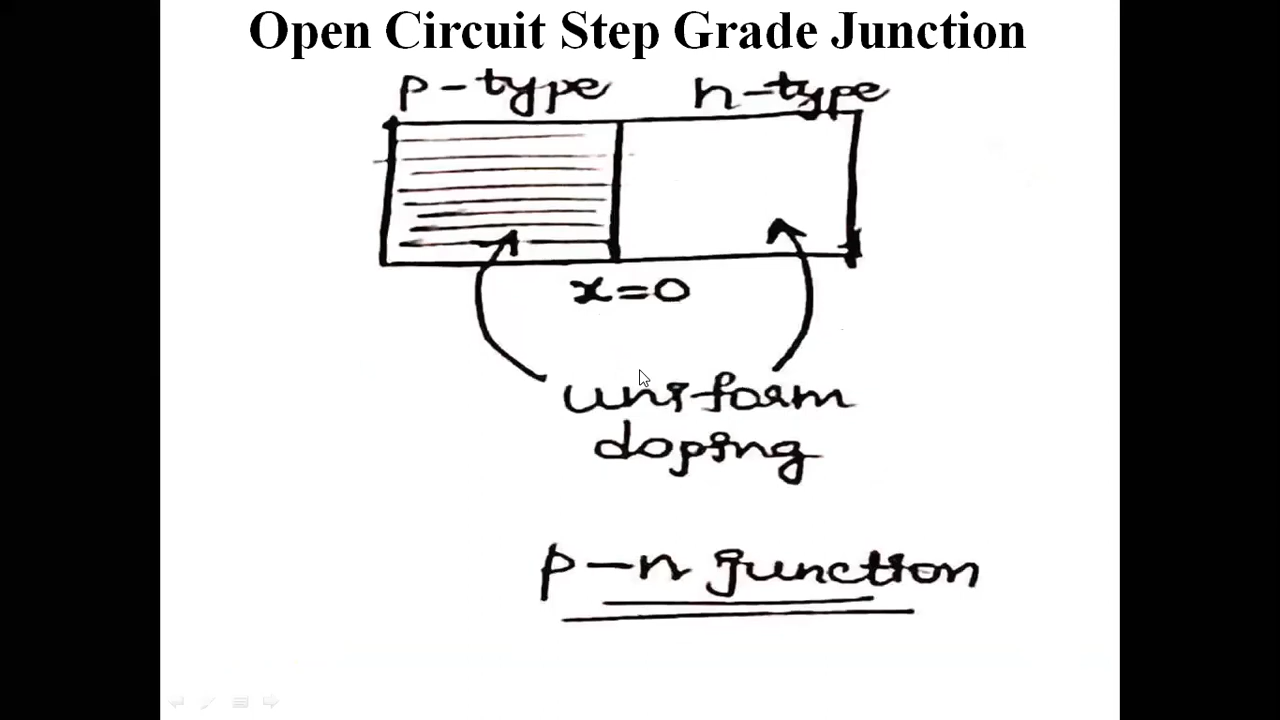 Open Circuit Step Grade Junction
p-type n-type
x=0
uniform
doping
p-n junction